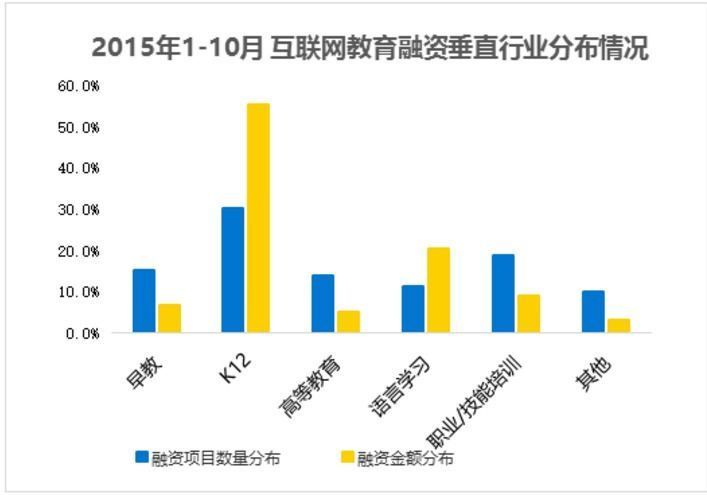 2015年1-10月 互联网教育融资垂直行业分布情况
60.0%
50.0%
40.0%
30.0%
20.0%
10.0%
0.0%
早教
K12
高等教育
语言学习
职业/技能培训
其他
融资项目数量分布
融资金额分布